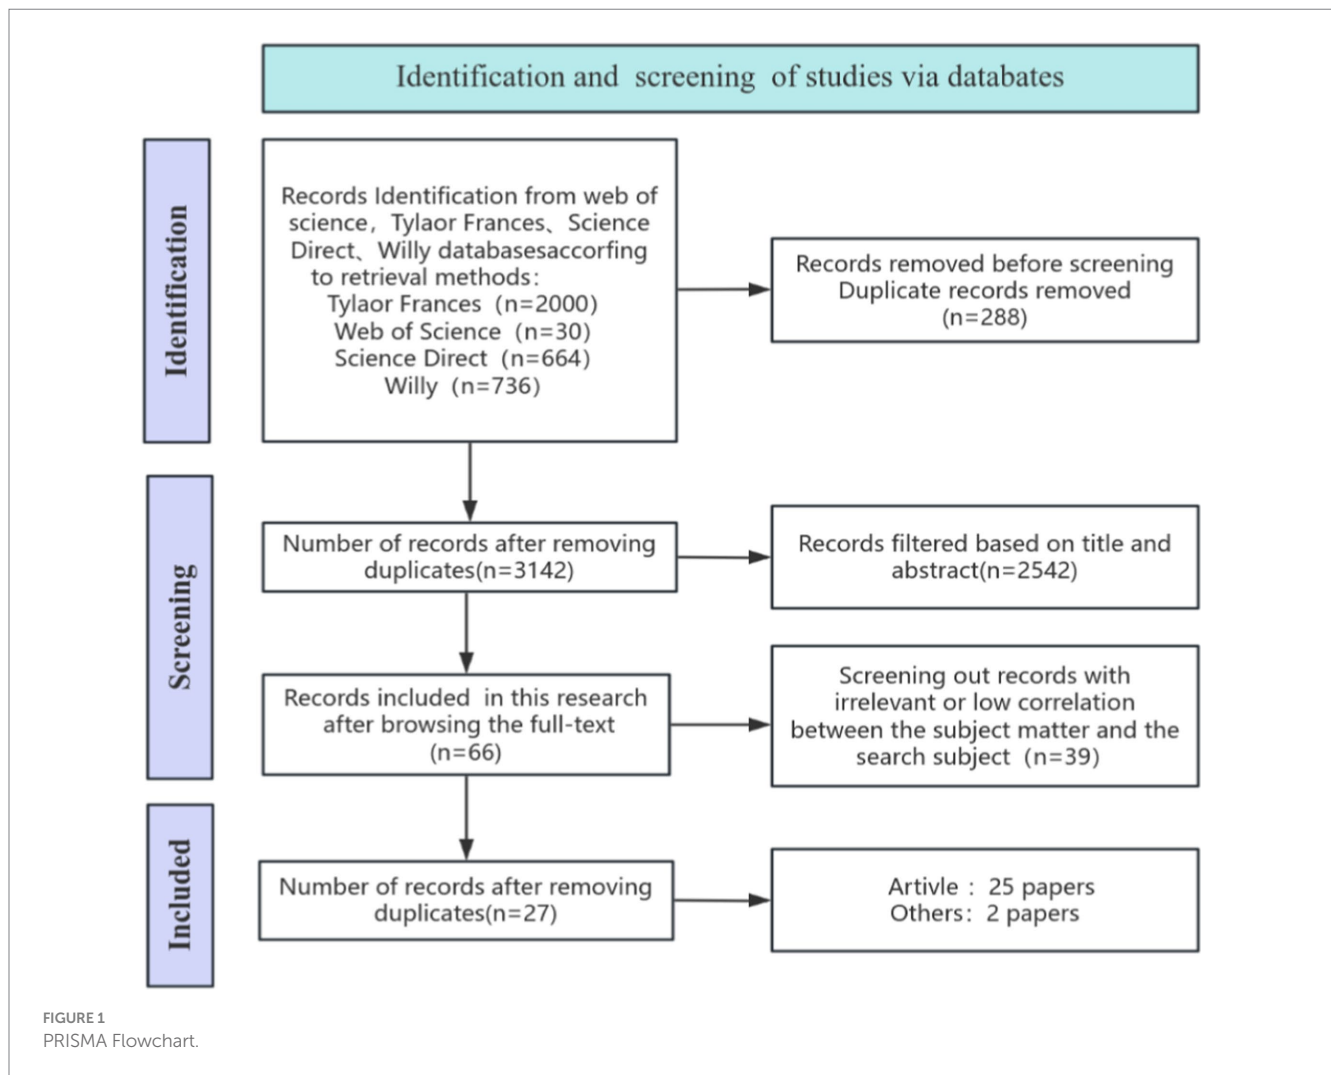 Identification and screening of studies via databates
Identification
Records Identification from web of
science，Tylaor Frances、Science
Direct、Willy databasesaccorfing
to retrieval methods：
Tylaor Frances（n=2000）
Web of Science（n=30）
Science Direct（n=664）
Willy（n=736）
Records removed before screening
Duplicate records removed
(n=288)
Screening
Number of records after removing
duplicates(n=3142)
Records filtered based on title and
abstract(n=2542)
Records included in this research
after browsing the full-text
(n=66)
Screening out records with
irrelevant or low correlation
between the subject matter and the
search subject（n=39）
Included
Number of records after removing
duplicates(n=27)
Artivle：25 papers
Others：2 papers
FIGURE 1
PRISMA Flowchart.